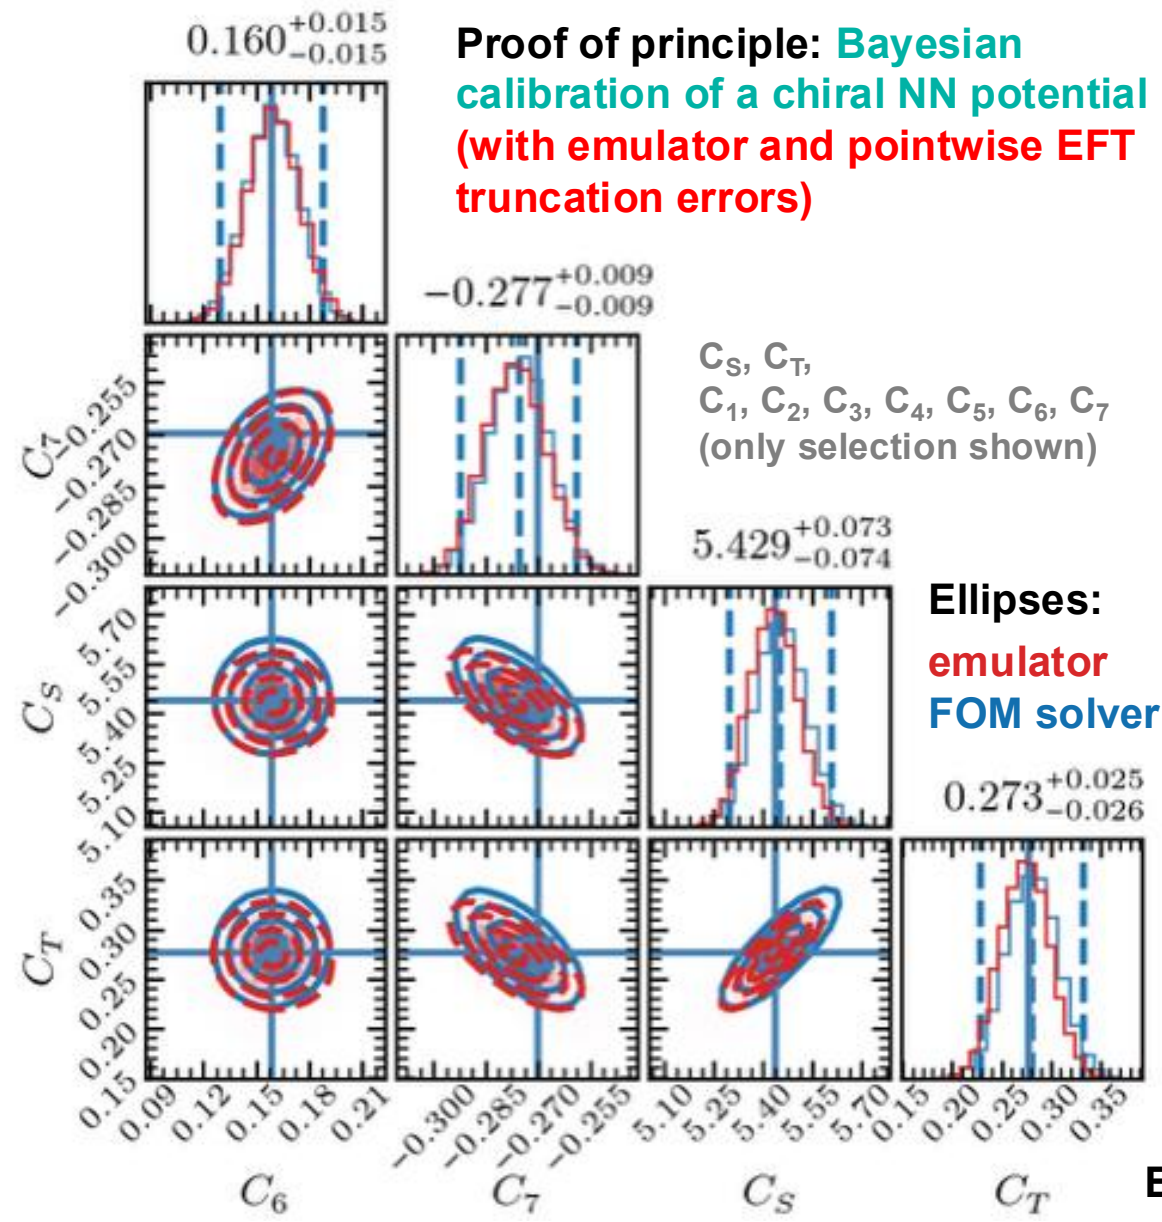 0.160+0.015−0.015
Proof of principle: Bayesian
calibration of a chiral NN potential
(with emulator and pointwise EFT
truncation errors)
−0.277+0.009−0.009
CS, CT,
C1, C2, C3, C4, C5, C6, C7
(only selection shown)
5.429+0.073−0.074
Ellipses:
emulator
FOM solver
0.273+0.025−0.026
C7
−0.255
−0.270
−0.285
−0.300
CS
5.70
5.55
5.40
5.25
5.10
CT
0.35
0.30
0.25
0.20
0.15
0.09 0.12 0.15 0.18 0.21
−0.300 −0.285 −0.270 −0.255
5.10 5.25 5.40 5.55 5.70
0.15 0.20 0.25 0.30 0.35
C6 C7 CS CT
E